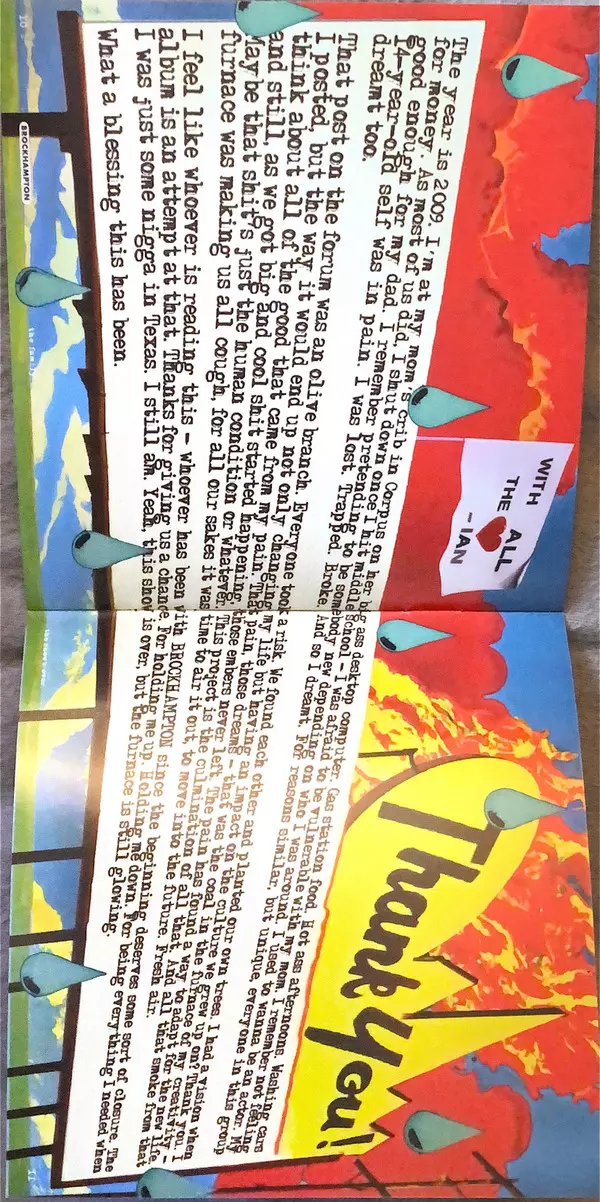 WITH
THE ALL
-IAN
Thank You!
The year is 2009. I'm at my mom's crib in Corpus on her big ass desktop computer. Gas station food. Hot ass afternoons. Washing cars
for money. As most of us did, I shut down once I hit middle school – I was afraid to be vulnerable with my mom. I remember not feeling
good enough for my dad. I remember pretending to be somebody new depending on who I was around. I used to wanna be an actor. My
14-year-old self was in pain. I was lost. Trapped. Broke. And so I dreamt. For reasons similar, but unique, everyone in this group
dreamt too.
That post on the forum was an olive branch. Everyone took a risk. We found each other and planted our own trees. I had a vision when
I posted, but the way it would end up not only changing my life but having an impact on the culture we grew up on? Thank you. I
think about all of the good that came from my pain. That pain, those dreams – that was the coal in the furnace of my creativity.
and still, as we got big and cool shit started happening, those embers never left. The pain has found a way to adapt for the new life.
Maybe that shit's just the human condition or whatever. This project is the culmination of all that. And all that smoke from that
furnace was making us all cough, for all our sakes it was time to air it out to move into the future. Fresh air.
I feel like whoever is reading this – whoever has been with BROCKHAMPTON since the beginning deserves some sort of closure. The
album is an attempt at that. Thanks for giving us a chance. For holding me up. Holding me down. For being everything I needed when
I was just some nigga in Texas. I still am. Yeah, this show is over, but the furnace is still glowing.
What a blessing this has been.
10
BROCKHAMPTON
the family